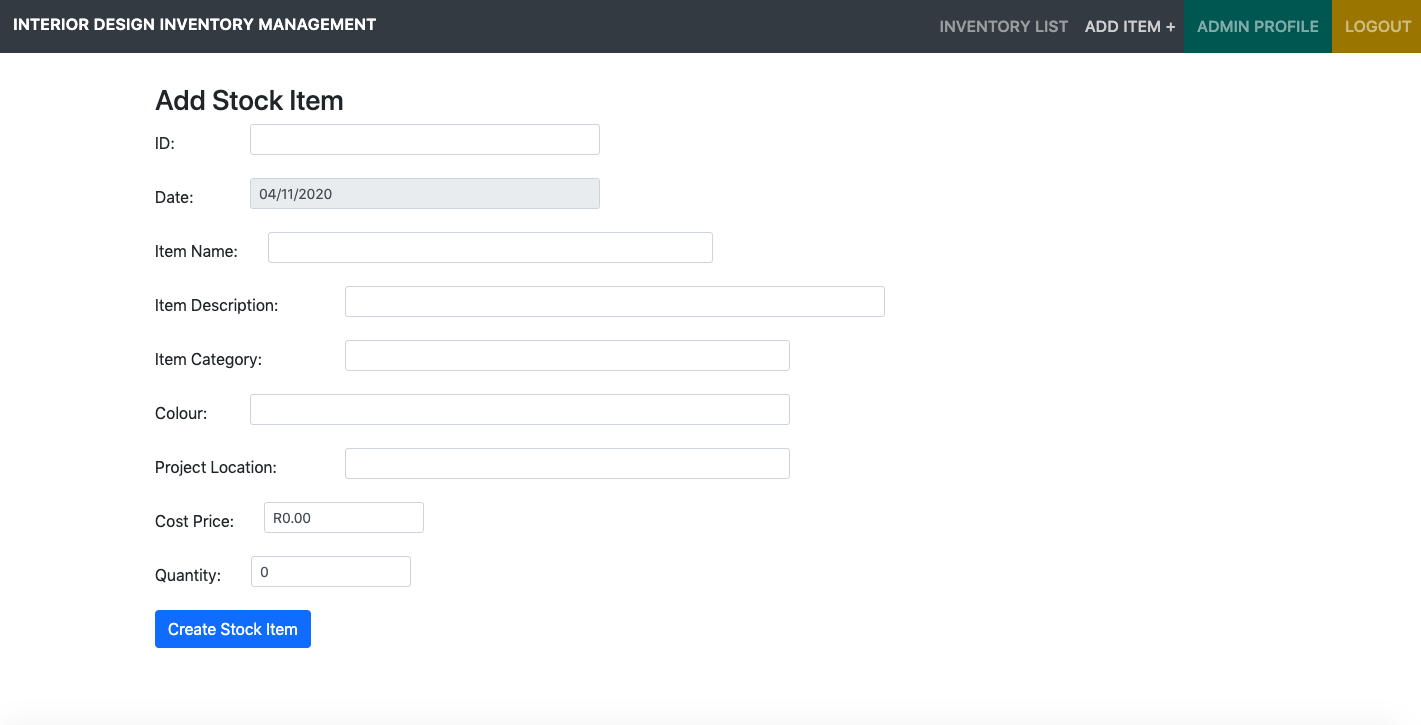 INTERIOR DESIGN INVENTORY MANAGEMENT INVENTORY LIST ADD ITEM + ADMIN PROFILE LOGOUT
Add Stock Item
ID:
Date: 04/11/2020
Item Name:
Item Description:
Item Category:
Colour:
Project Location:
Cost Price: R0.00
Quantity: 0
Create Stock Item